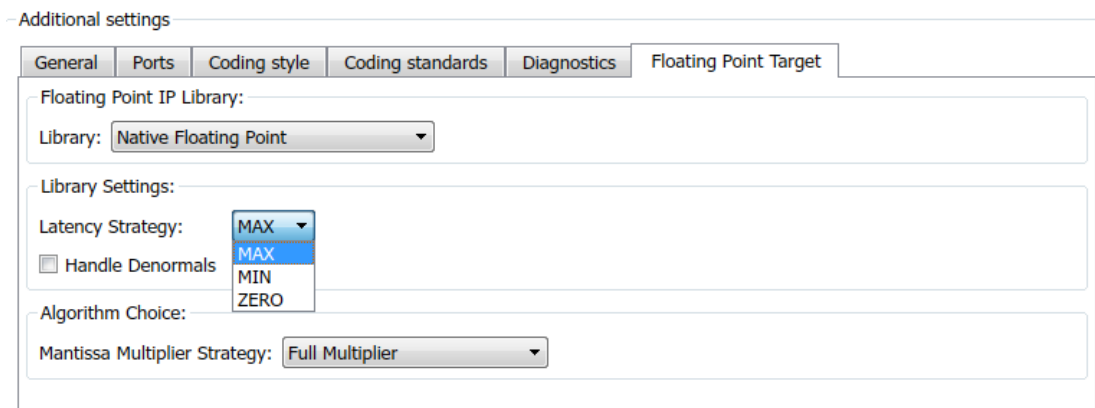 Additional settings
General Ports Coding style Coding standards Diagnostics Floating Point Target
Floating Point IP Library:
Library: Native Floating Point
Library Settings:
Latency Strategy: MAX
MAX
Handle Denormals
MIN
ZERO
Algorithm Choice:
Mantissa Multiplier Strategy: Full Multiplier